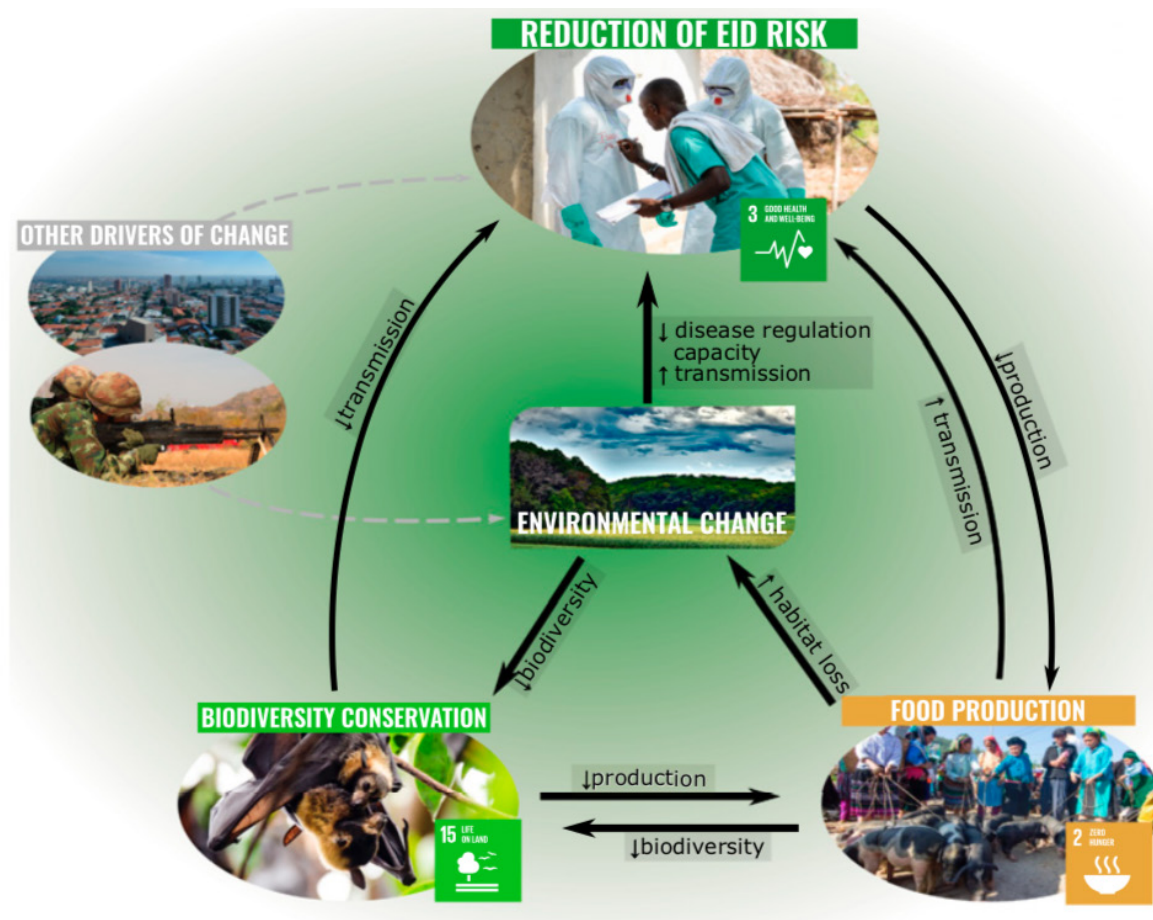 REDUCTION OF EID RISK
3 GOOD HEALTH
AND WELL-BEING
OTHER DRIVERS OF CHANGE
↓transmission
↓ disease regulation
capacity
↑ transmission
↓production
↑ transmission
ENVIRONMENTAL CHANGE
↓biodiversity
↑ habitat loss
BIODIVERSITY CONSERVATION
FOOD PRODUCTION
↓production
↓biodiversity
15 LIFE
ON LAND
2 ZERO
HUNGER